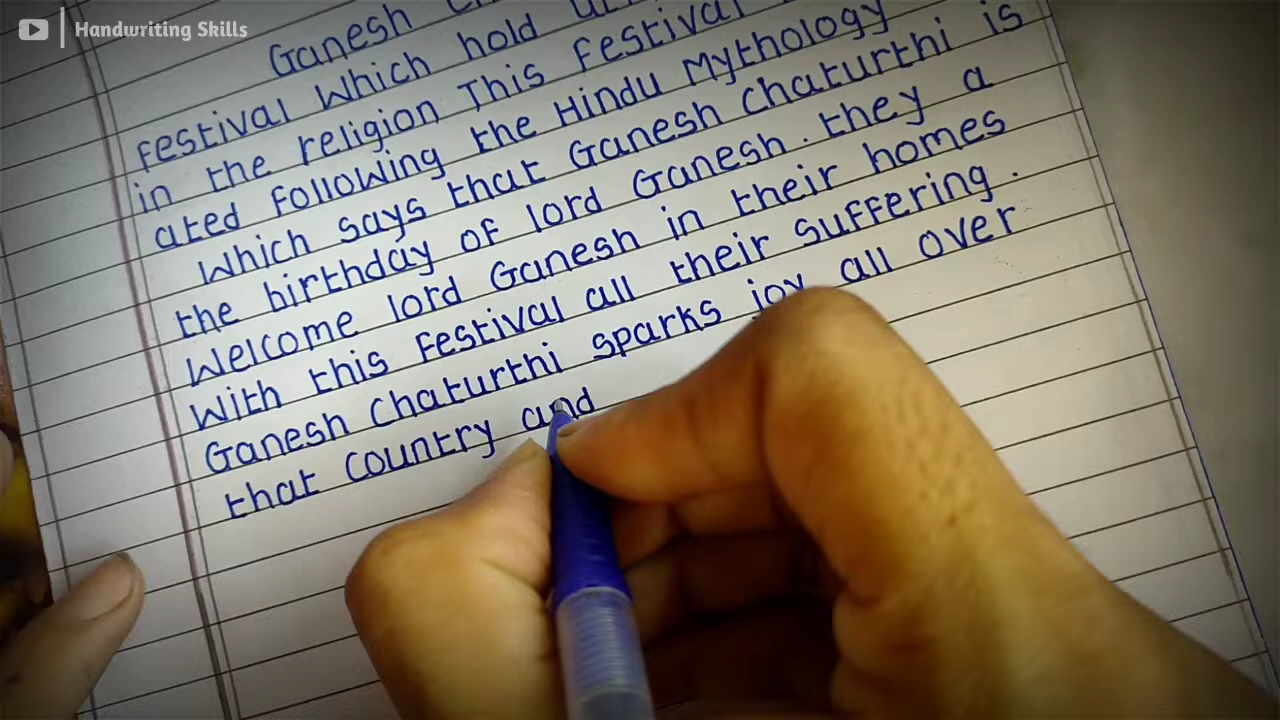 Handwriting Skills
Ganesh
festival Which hold
in the religion This festival
ated following the Hindu Mythology
Which says that Ganesh Chaturthi is
the birthday of lord Ganesh. they a
Welcome lord Ganesh in their homes
With this festival all their suffering.
Ganesh Chaturthi sparks joy all over
that country and